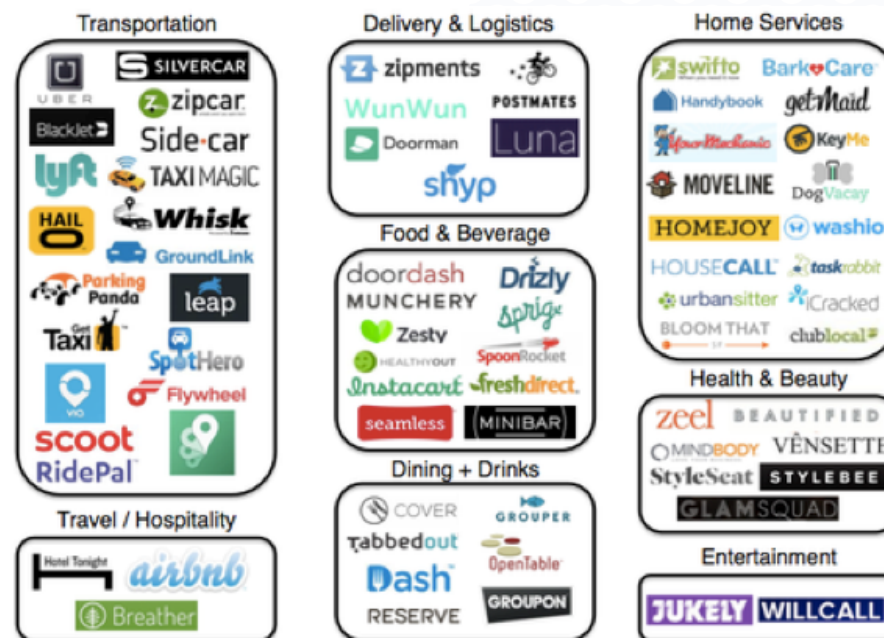 Transportation
UBER
SILVERCAR
zipcar
BlackJet
Side·car
lyft
TAXI MAGIC
HAILO
Whisk
GroundLink
Parking Panda
leap
Get Taxi
SpotHero
VIA
Flywheel
scoot
RidePal
Travel / Hospitality
Hotel Tonight
airbnb
Breather
Delivery & Logistics
zipments
WunWun
POSTMATES
Doorman
Luna
shyp
Food & Beverage
doordash
Drizly
MUNCHERY
sprig
Zesty
HEALTHYOUT
SpoonRocket
Instacart
freshdirect.
seamless
MINIBAR
Dining + Drinks
COVER
GROUPER
Tabbedout
OpenTable
Dash
RESERVE
GROUPON
Home Services
swifto
BarkCare
Handybook
getMaid
YourMechanic
KeyMe
MOVELINE
DogVacay
HOMEJOY
washio
HOUSECALL
taskrabbit
urbansitter
iCracked
BLOOM THAT
SF
clublocal
Health & Beauty
zeel
BEAUTIFIED
MINDBODY
VÊNSETTE
StyleSeat
STYLEBEE
GLAMSQUAD
Entertainment
JUKELY
WILLCALL